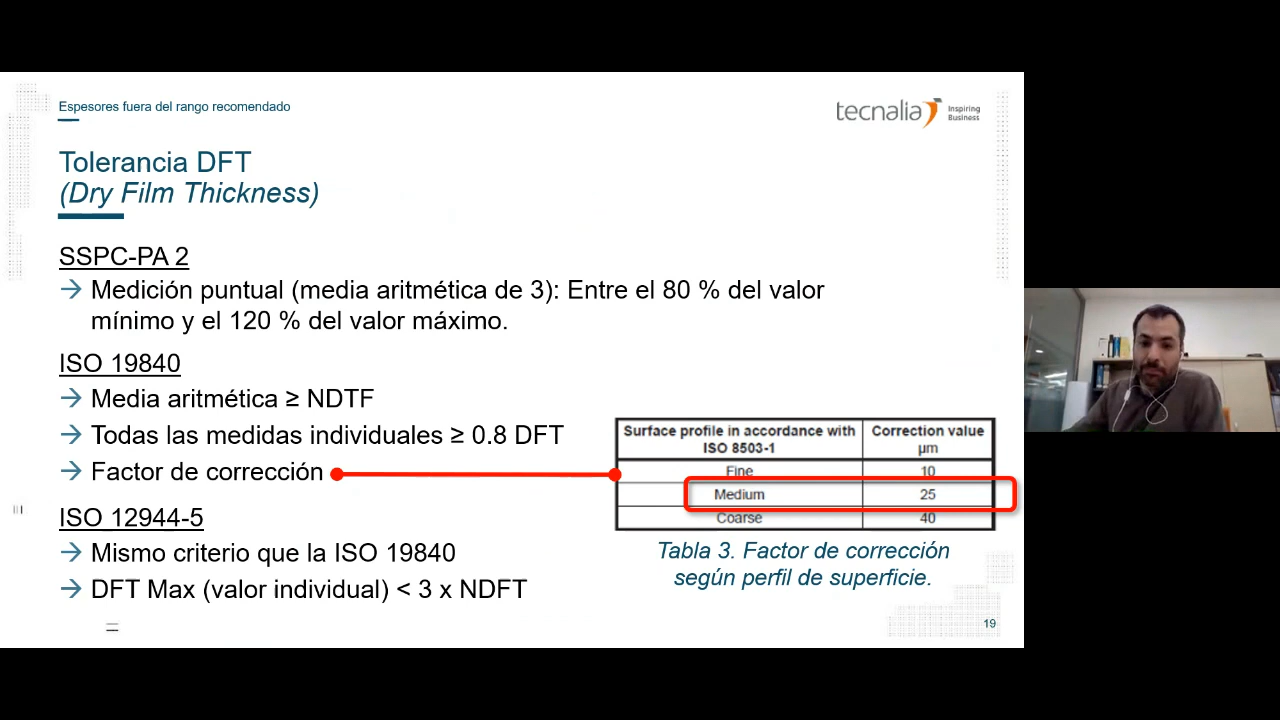 Espesores fuera del rango recomendado
tecnalia Inspiring
Business
Tolerancia DFT
(Dry Film Thickness)
SSPC-PA 2
→ Medición puntual (media aritmética de 3): Entre el 80 % del valor
mínimo y el 120 % del valor máximo.
ISO 19840
→ Media aritmética ≥ NDTF
→ Todas las medidas individuales ≥ 0.8 DFT
→ Factor de corrección
ISO 12944-5
→ Mismo criterio que la ISO 19840
→ DFT Max (valor individual) < 3 x NDFT
Surface profile in accordance with
ISO 8503-1
Correction value
µm
Fine 10
Medium 25
Coarse 40
Tabla 3. Factor de corrección
según perfil de superficie.
19